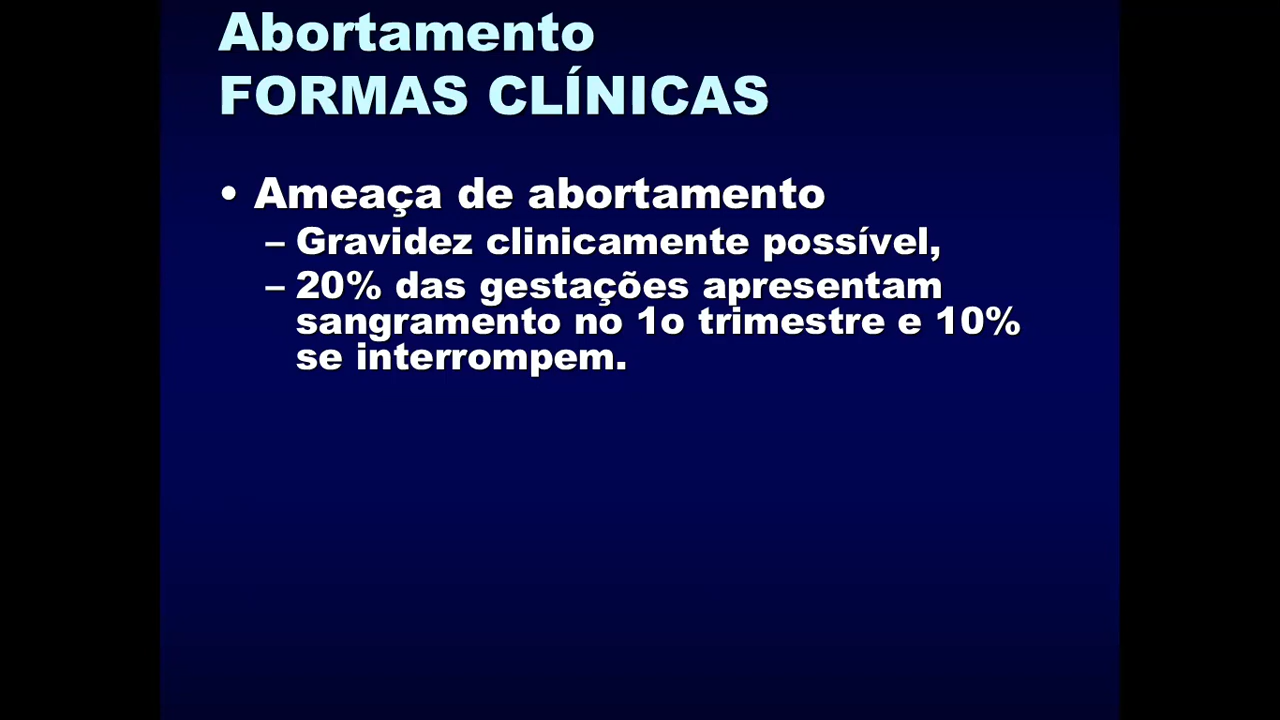 Abortamento
FORMAS CLÍNICAS
• Ameaça de abortamento
– Gravidez clinicamente possível,
– 20% das gestações apresentam
sangramento no 1o trimestre e 10%
se interrompem.